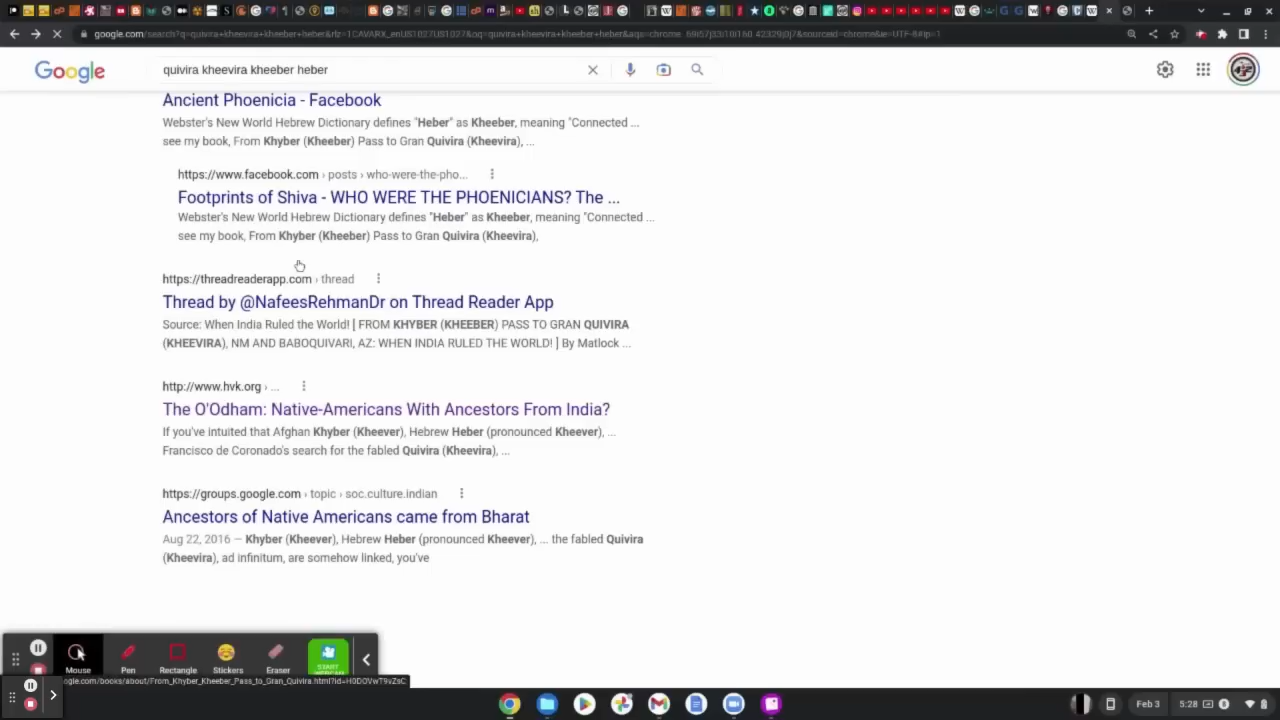 google.com/search?q=quivira+kheevira+kheeber+heber
Google
quivira kheevira kheeber heber
Ancient Phoenicia - Facebook
Webster's New World Hebrew Dictionary defines "Heber" as Kheeber, meaning "Connected ...
see my book, From Khyber (Kheeber) Pass to Gran Quivira (Kheevira), ...
https://www.facebook.com › posts › who-were-the-pho...
Footprints of Shiva - WHO WERE THE PHOENICIANS? The ...
Webster's New World Hebrew Dictionary defines "Heber" as Kheeber, meaning "Connected ...
see my book, From Khyber (Kheeber) Pass to Gran Quivira (Kheevira),
https://threadreaderapp.com › thread
Thread by @NafeesRehmanDr on Thread Reader App
Source: When India Ruled the World! [ FROM KHYBER (KHEEBER) PASS TO GRAN QUIVIRA
(KHEEVIRA), NM AND BABOQUIVARI, AZ: WHEN INDIA RULED THE WORLD! ] By Matlock ...
http://www.hvk.org › ...
The O'Odham: Native-Americans With Ancestors From India?
If you've intuited that Afghan Khyber (Kheever), Hebrew Heber (pronounced Kheever), ...
Francisco de Coronado's search for the fabled Quivira (Kheevira), ...
https://groups.google.com › topic › soc.culture.indian
Ancestors of Native Americans came from Bharat
Aug 22, 2016 — Khyber (Kheever), Hebrew Heber (pronounced Kheever), ... the fabled Quivira
(Kheevira), ad infinitum, are somehow linked, you've
Mouse Pen Rectangle Stickers Eraser START WEBCAM
Feb 3 5:28